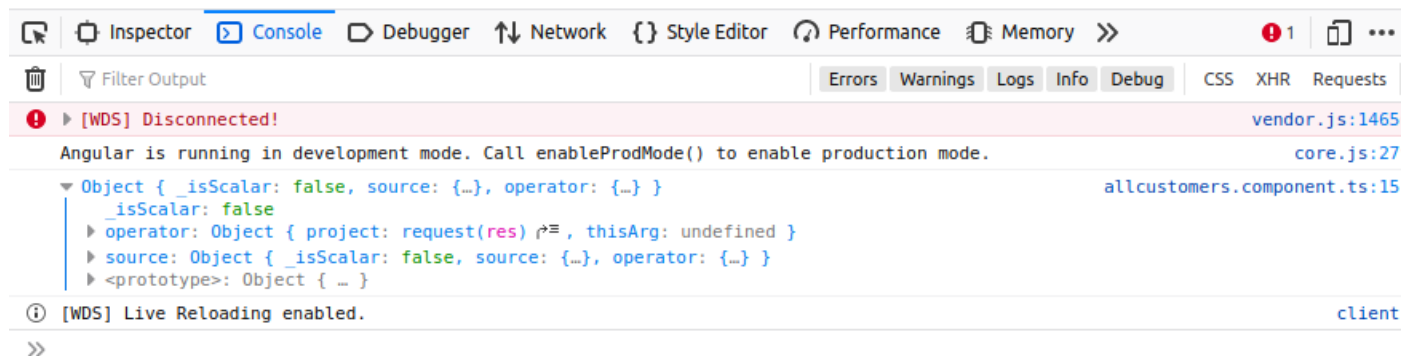 Inspector Console Debugger Network {} Style Editor Performance Memory 1
Filter Output Errors Warnings Logs Info Debug CSS XHR Requests
[WDS] Disconnected! vendor.js:1465
Angular is running in development mode. Call enableProdMode() to enable production mode. core.js:27
Object { _isScalar: false, source: {…}, operator: {…} } allcustomers.component.ts:15
_isScalar: false
operator: Object { project: request(res), thisArg: undefined }
source: Object { _isScalar: false, source: {…}, operator: {…} }
<prototype>: Object { … }
[WDS] Live Reloading enabled. client